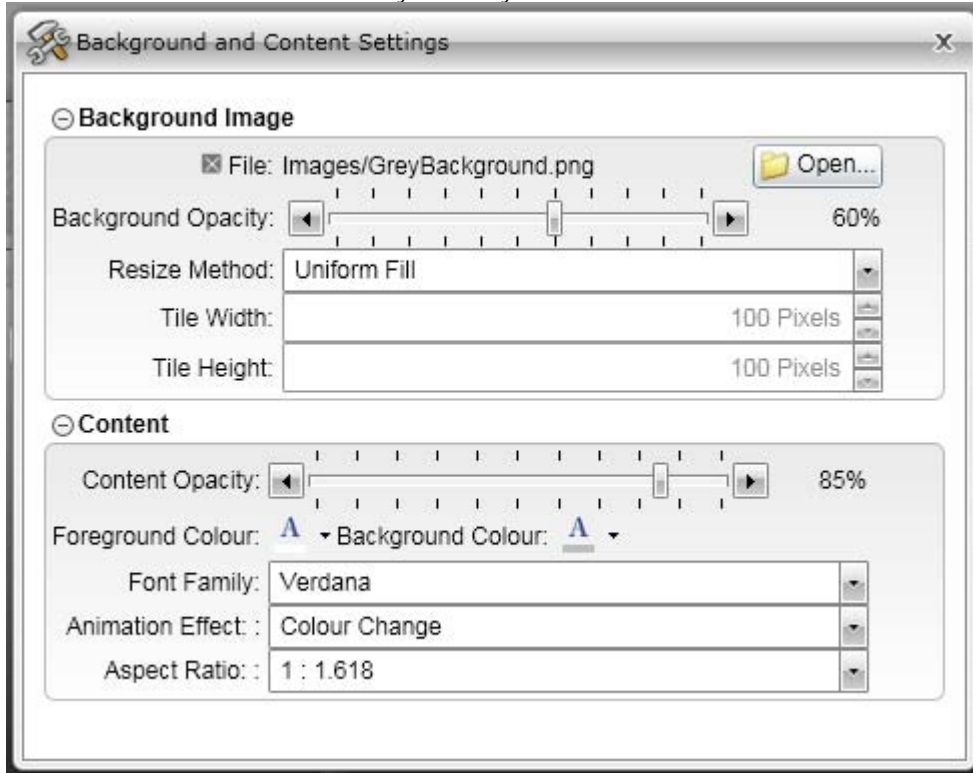 Background and Content Settings
Background Image
File: Images/GreyBackground.png Open...
Background Opacity: 60%
Resize Method: Uniform Fill
Tile Width: 100 Pixels
Tile Height: 100 Pixels
Content
Content Opacity: 85%
Foreground Colour: A Background Colour: A
Font Family: Verdana
Animation Effect: : Colour Change
Aspect Ratio: : 1 : 1.618